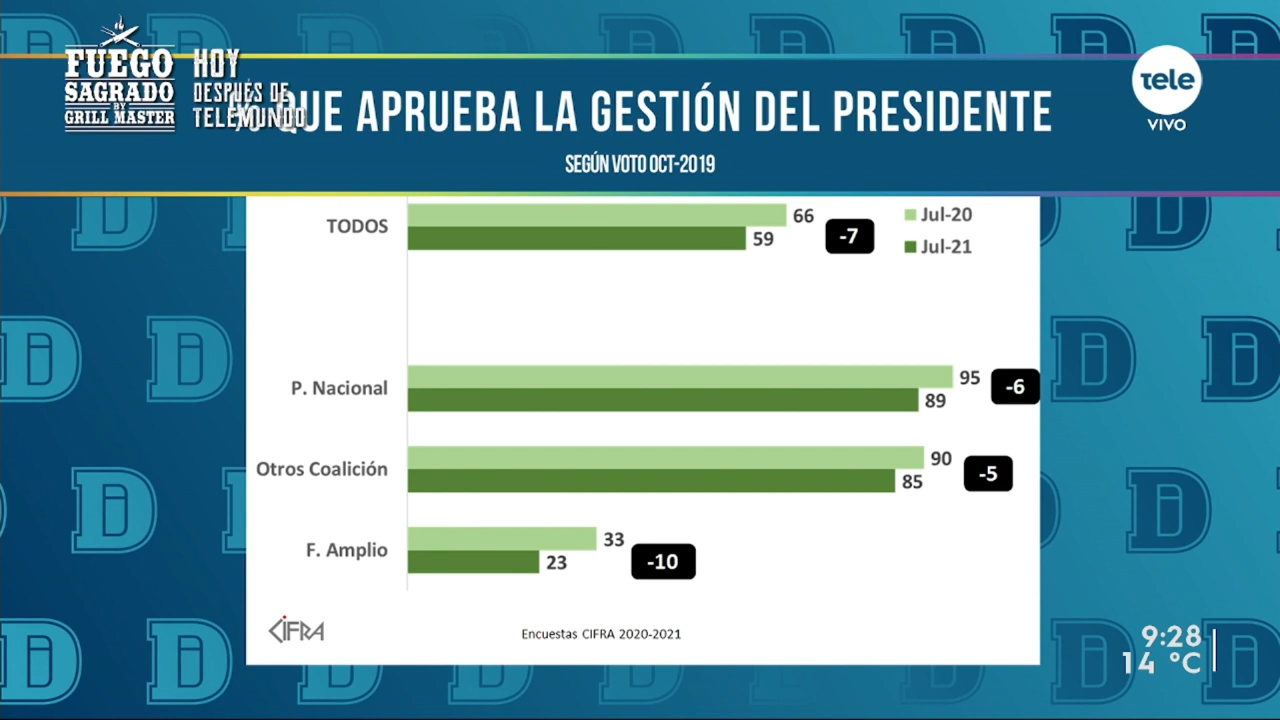 FUEGO
SAGRADO
BY
GRILL MASTER
HOY
DESPUÉS DE
TELEMUNDO
QUE APRUEBA LA GESTIÓN DEL PRESIDENTE
SEGÚN VOTO OCT-2019
tele
VIVO
TODOS
66
59
-7
Jul-20
Jul-21
P. Nacional
95
89
-6
Otros Coalición
90
85
-5
F. Amplio
33
23
-10
CIFRA
Encuestas CIFRA 2020-2021
9:28
14 °C